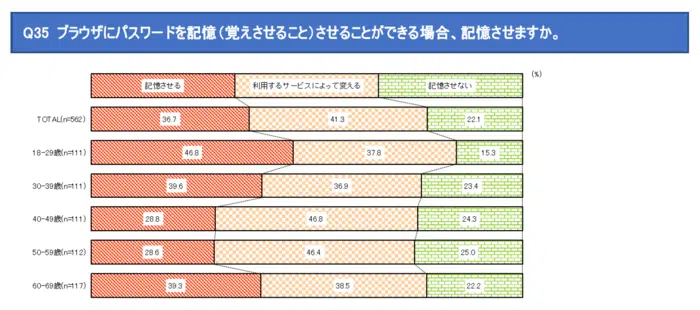 Q35 ブラウザにパスワードを記憶（覚えさせること）させることができる場合、記憶させますか。
(%)
記憶させる 利用するサービスによって変える 記憶させない
TOTAL(n=562) 36.7 41.3 22.1
18-29歳(n=111) 46.8 37.8 15.3
30-39歳(n=111) 39.6 36.9 23.4
40-49歳(n=111) 28.8 46.8 24.3
50-59歳(n=112) 28.6 46.4 25.0
60-69歳(n=117) 39.3 38.5 22.2